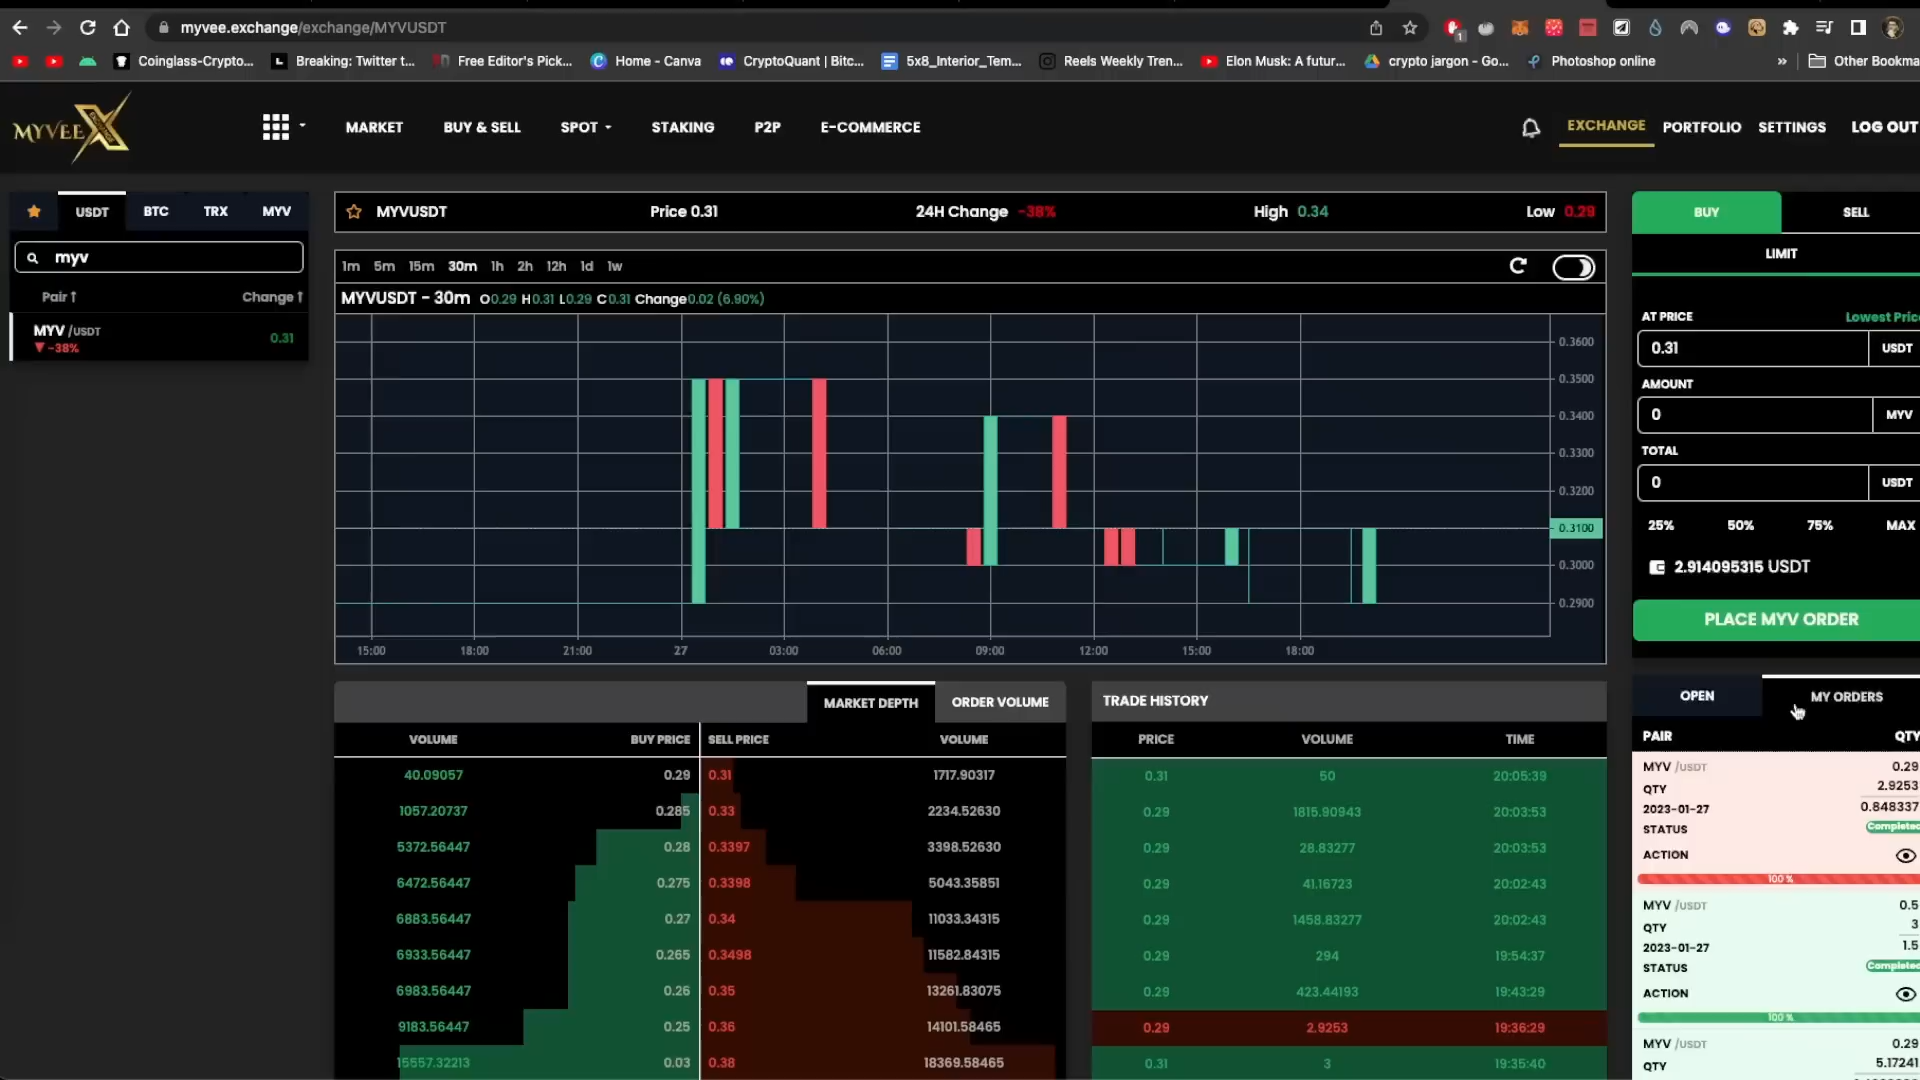 myvee.exchange/exchange/MYVUSDT
1
Coinglass-Crypto...
Breaking: Twitter t...
Free Editor's Pick...
Home - Canva
CryptoQuant | Bitc...
5x8_Interior_Tem...
Reels Weekly Tren...
Elon Musk: A futur...
crypto jargon - Go...
Photoshop online
»
Other Bookma
MYVEEX
MARKET
BUY & SELL
SPOT
STAKING
P2P
E-COMMERCE
EXCHANGE
PORTFOLIO
SETTINGS
LOG OUT
USDT
BTC
TRX
MYV
myv
Pair↑
Change↑
MYV /USDT
0.31
▼-38%
MYVUSDT
Price 0.31
24H Change -38%
High 0.34
Low 0.29
1m 5m 15m 30m 1h 2h 12h 1d 1w
MYVUSDT - 30m O0.29 H0.31 L0.29 C0.31 Change0.02 (6.90%)
0.3600
0.3500
0.3400
0.3300
0.3200
0.3100
0.3000
0.2900
15:00 18:00 21:00 27 03:00 06:00 09:00 12:00 15:00 18:00
BUY
SELL
LIMIT
AT PRICE
Lowest Pric
0.31 USDT
AMOUNT
0 MYV
TOTAL
0 USDT
25% 50% 75% MAX
2.914095315 USDT
PLACE MYV ORDER
MARKET DEPTH
ORDER VOLUME
VOLUME BUY PRICE SELL PRICE VOLUME
40.09057 0.29 0.31 1717.90317
1057.20737 0.285 0.33 2234.52630
5372.56447 0.28 0.3397 3398.52630
6472.56447 0.275 0.3398 5043.35851
6883.56447 0.27 0.34 11033.34315
6933.56447 0.265 0.3498 11582.84315
6983.56447 0.26 0.35 13261.83075
9183.56447 0.25 0.36 14101.58465
15557.32213 0.03 0.38 18369.58465
TRADE HISTORY
PRICE VOLUME TIME
0.31 50 20:05:39
0.29 1815.90943 20:03:53
0.29 28.83277 20:03:53
0.29 41.16723 20:02:43
0.29 1458.83277 20:02:43
0.29 294 19:54:37
0.29 423.44193 19:43:29
0.29 2.9253 19:36:29
0.31 3 19:35:40
OPEN
MY ORDERS
PAIR QTY
MYV /USDT 0.29
QTY 2.9253
2023-01-27 0.848337
STATUS Completed
ACTION
100 %
MYV /USDT 0.5
QTY 3
2023-01-27 1.5
STATUS Completed
ACTION
100 %
MYV /USDT 0.29
QTY 5.17241